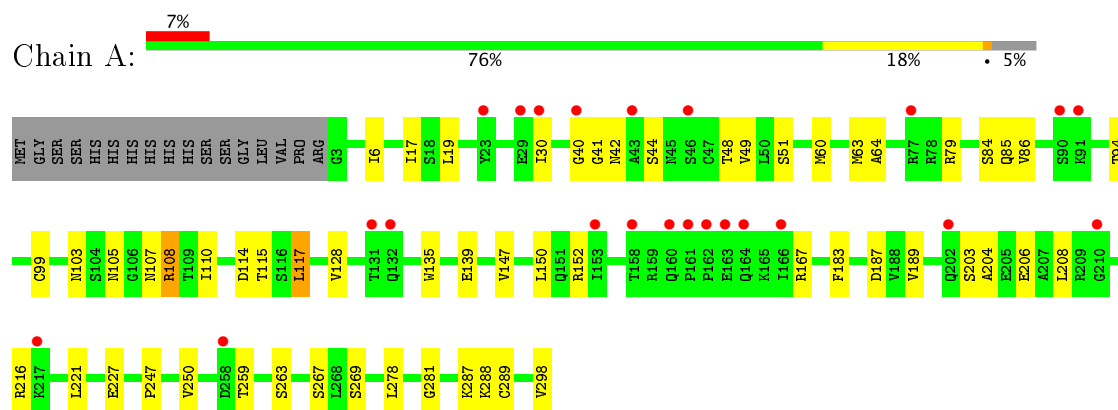 7%
Chain A:
76% 18% • 5%
MET GLY SER SER HIS HIS HIS HIS HIS HIS SER SER GLY LEU VAL PRO ARG G3 I6 I17 S18 L19 Y23 E29 I30 G40 G41 N42 A43 S44 N45 S46 C47 T48 V49 L50 S51 M60 M63 A64 R77 R78 R79 S84 Q85 V86 S90 K91 T94
C99 N103 S104 N105 G106 N107 R108 T109 I110 D114 T115 S116 L117 V128 T131 Q132 W135 E139 V147 L150 Q151 R152 I153 T158 R159 Q160 P161 P162 E163 Q164 K165 I166 R167 F183 D187 V188 V189 Q202 S203 A204 E205 E206 A207 L208 R209 G210
R216 K217 L221 E227 P247 V250 D258 T259 S263 S267 L268 S269 L278 G281 K287 K288 C289 V298